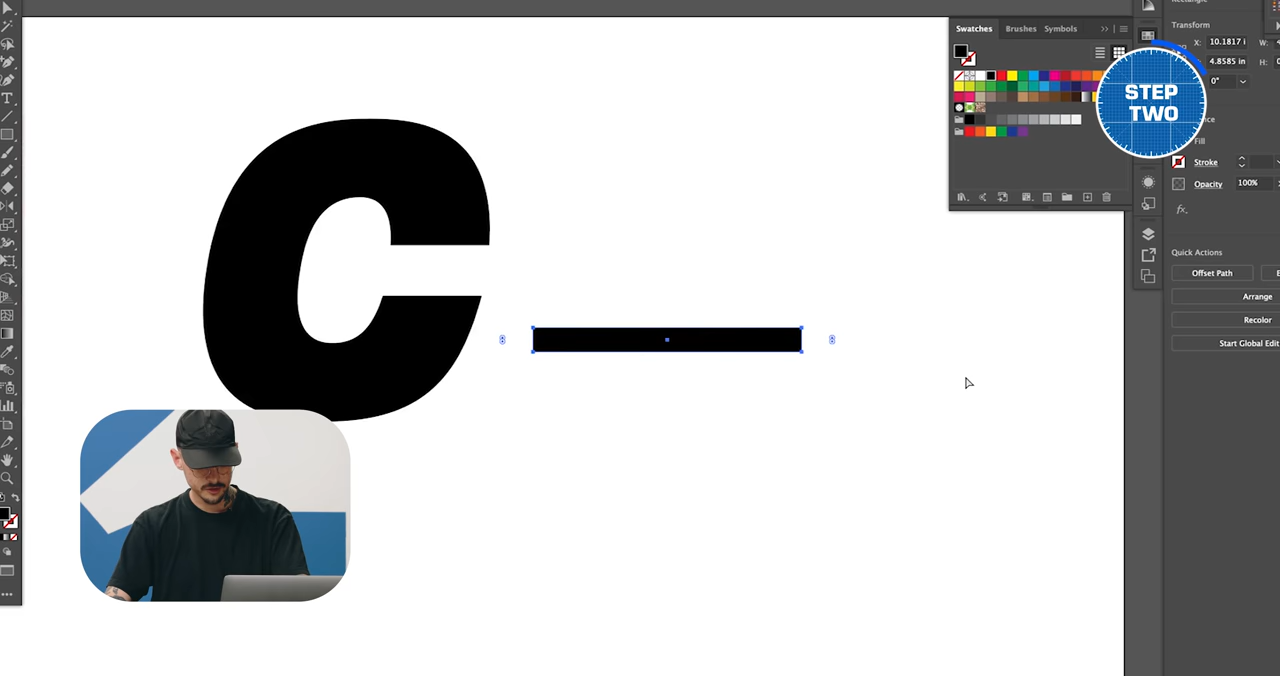 Rectangle
Transform
Swatches
Brushes
Symbols
X: 10.1817 i
W:
4.8585 in
H: 0
0°
STEP
TWO
Fill
Stroke
Opacity
100%
fx.
Quick Actions
Offset Path
Arrange
Recolor
Start Global Edit
C
T